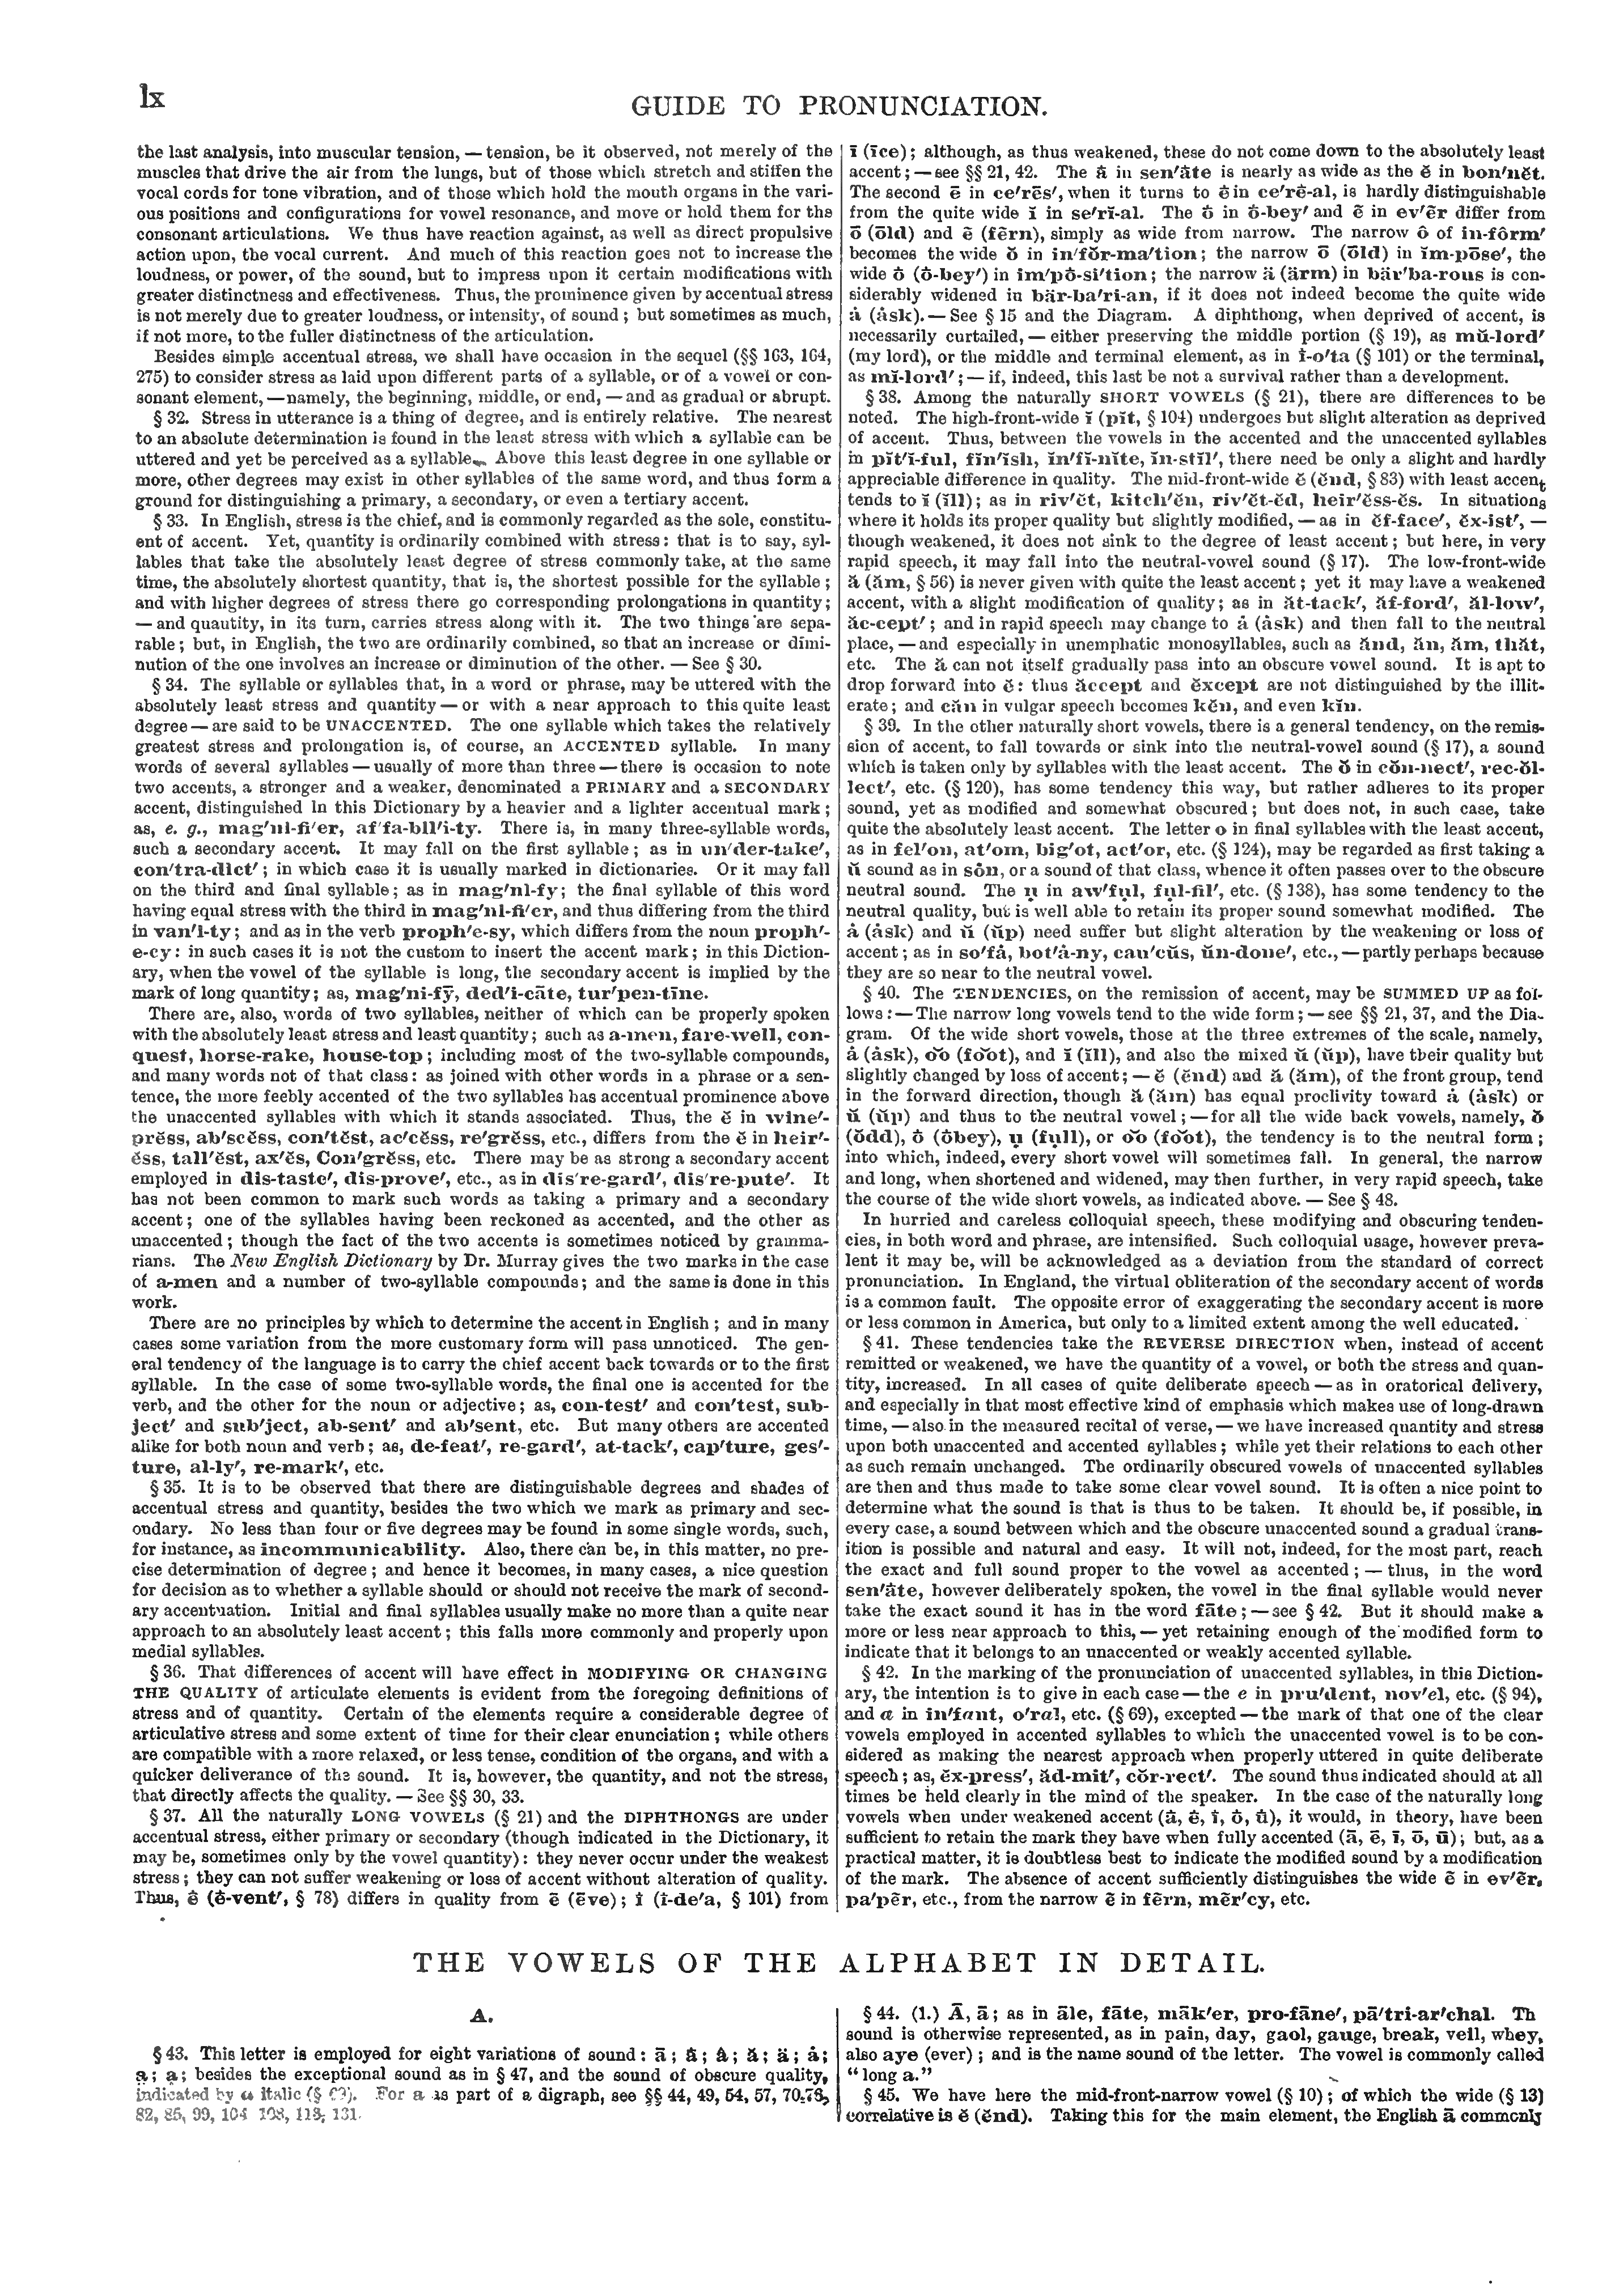 lx
GUIDE TO PRONUNCIATION.
the last analysis, into muscular tension, — tension, be it observed, not merely of the
muscles that drive the air from the lungs, but of those which stretch and stiffen the
vocal cords for tone vibration, and of those which hold the mouth organs in the vari-
ous positions and configurations for vowel resonance, and move or hold them for the
consonant articulations. We thus have reaction against, as well as direct propulsive
action upon, the vocal current. And much of this reaction goes not to increase the
loudness, or power, of the sound, but to impress upon it certain modifications with
greater distinctness and effectiveness. Thus, the prominence given by accentual stress
is not merely due to greater loudness, or intensity, of sound; but sometimes as much,
if not more, to the fuller distinctness of the articulation.
Besides simple accentual stress, we shall have occasion in the sequel (§§ 163, 164,
275) to consider stress as laid upon different parts of a syllable, or of a vowel or con-
sonant element, — namely, the beginning, middle, or end, — and as gradual or abrupt.
§ 32. Stress in utterance is a thing of degree, and is entirely relative. The nearest
to an absolute determination is found in the least stress with which a syllable can be
uttered and yet be perceived as a syllable. Above this least degree in one syllable or
more, other degrees may exist in other syllables of the same word, and thus form a
ground for distinguishing a primary, a secondary, or even a tertiary accent.
§ 33. In English, stress is the chief, and is commonly regarded as the sole, constitu-
ent of accent. Yet, quantity is ordinarily combined with stress: that is to say, syl-
lables that take the absolutely least degree of stress commonly take, at the same
time, the absolutely shortest quantity, that is, the shortest possible for the syllable;
and with higher degrees of stress there go corresponding prolongations in quantity;
— and quantity, in its turn, carries stress along with it. The two things are sepa-
rable; but, in English, the two are ordinarily combined, so that an increase or dimi-
nution of the one involves an increase or diminution of the other. — See § 30.
§ 34. The syllable or syllables that, in a word or phrase, may be uttered with the
absolutely least stress and quantity — or with a near approach to this quite least
degree — are said to be UNACCENTED. The one syllable which takes the relatively
greatest stress and prolongation is, of course, an ACCENTED syllable. In many
words of several syllables — usually of more than three — there is occasion to note
two accents, a stronger and a weaker, denominated a PRIMARY and a SECONDARY
accent, distinguished in this Dictionary by a heavier and a lighter accentual mark;
as, e. g., mag′ni-fi′er, af′fa-bil′i-ty. There is, in many three-syllable words,
such a secondary accent. It may fall on the first syllable; as in un′der-take′,
con′tra-dict′; in which case it is usually marked in dictionaries. Or it may fall
on the third and final syllable; as in mag′ni-fy; the final syllable of this word
having equal stress with the third in mag′ni-fi′er, and thus differing from the third
in van′i-ty; and as in the verb proph′e-sy, which differs from the noun proph′-
e-cy: in such cases it is not the custom to insert the accent mark; in this Diction-
ary, when the vowel of the syllable is long, the secondary accent is implied by the
mark of long quantity; as, mag′ni-fȳ, ded′i-cāte, tur′pen-tīne.
There are, also, words of two syllables, neither of which can be properly spoken
with the absolutely least stress and least quantity; such as a-men, fare-well, con-
quest, horse-rake, house-top; including most of the two-syllable compounds,
and many words not of that class: as joined with other words in a phrase or a sen-
tence, the more feebly accented of the two syllables has accentual prominence above
the unaccented syllables with which it stands associated. Thus, the ĕ in wine′-
prĕss, ab′scĕss, con′tĕst, ac′cĕss, re′grĕss, etc., differs from the ĕ in heir′-
ĕss, tall′ĕst, ax′ĕs, Con′grĕss, etc. There may be as strong a secondary accent
employed in dis-taste′, dis-prove′, etc., as in dis′re-gard′, dis′re-pute′. It
has not been common to mark such words as taking a primary and a secondary
accent; one of the syllables having been reckoned as accented, and the other as
unaccented; though the fact of the two accents is sometimes noticed by gramma-
rians. The New English Dictionary by Dr. Murray gives the two marks in the case
of a-men and a number of two-syllable compounds; and the same is done in this
work.
There are no principles by which to determine the accent in English; and in many
cases some variation from the more customary form will pass unnoticed. The gen-
eral tendency of the language is to carry the chief accent back towards or to the first
syllable. In the case of some two-syllable words, the final one is accented for the
verb, and the other for the noun or adjective; as, con-test′ and con′test, sub-
ject′ and sub′ject, ab-sent′ and ab′sent, etc. But many others are accented
alike for both noun and verb; as, de-feat′, re-gard′, at-tack′, cap′ture, ges′-
ture, al-ly′, re-mark′, etc.
§ 35. It is to be observed that there are distinguishable degrees and shades of
accentual stress and quantity, besides the two which we mark as primary and sec-
ondary. No less than four or five degrees may be found in some single words, such,
for instance, as incommunicability. Also, there can be, in this matter, no pre-
cise determination of degree; and hence it becomes, in many cases, a nice question
for decision as to whether a syllable should or should not receive the mark of second-
ary accentuation. Initial and final syllables usually make no more than a quite near
approach to an absolutely least accent; this falls more commonly and properly upon
medial syllables.
§ 36. That differences of accent will have effect in MODIFYING OR CHANGING
THE QUALITY of articulate elements is evident from the foregoing definitions of
stress and of quantity. Certain of the elements require a considerable degree of
articulative stress and some extent of time for their clear enunciation; while others
are compatible with a more relaxed, or less tense, condition of the organs, and with a
quicker deliverance of the sound. It is, however, the quantity, and not the stress,
that directly affects the quality. — See §§ 30, 33.
§ 37. All the naturally LONG VOWELS (§ 21) and the DIPHTHONGS are under
accentual stress, either primary or secondary (though indicated in the Dictionary, it
may be, sometimes only by the vowel quantity): they never occur under the weakest
stress; they can not suffer weakening or loss of accent without alteration of quality.
Thus, ḗ (ḗ-vent′, § 78) differs in quality from ē (ēve); ī̇ (ī̇-de′a, § 101) from
ī (īce); although, as thus weakened, these do not come down to the absolutely least
accent; — see §§ 21, 42. The ā̇ in sen′ā̇te is nearly as wide as the ĕ in bon′nĕt.
The second ē in ce′rēs′, when it turns to ḗ in ce′rḗ-al, is hardly distinguishable
from the quite wide ĭ in se′rĭ-al. The ō̇ in ō̇-bey′ and ẽ in ev′ẽr differ from
ō (ōld) and ẽ (fẽrn), simply as wide from narrow. The narrow ô of in-fôrm′
becomes the wide ŏ in in′fŏr-ma′tion; the narrow ō (ōld) in ĭm-pōse′, the
wide ō̇ (ō̇-bey′) in im′pō̇-si′tion; the narrow ä (ärm) in bär′ba-rous is con-
siderably widened in bär-ba′ri-an, if it does not indeed become the quite wide
ȧ (ȧsk). — See § 15 and the Diagram. A diphthong, when deprived of accent, is
necessarily curtailed, — either preserving the middle portion (§ 19), as mŭ-lord′
(my lord), or the middle and terminal element, as in ī̇-o′ta (§ 101) or the terminal,
as mĭ-lord′; — if, indeed, this last be not a survival rather than a development.
§ 38. Among the naturally SHORT VOWELS (§ 21), there are differences to be
noted. The high-front-wide ĭ (pĭt, § 104) undergoes but slight alteration as deprived
of accent. Thus, between the vowels in the accented and the unaccented syllables
in pĭt′ĭ-ful, fĭn′ĭsh, ĭn′fĭ-nĭte, ĭn-stĭl′, there need be only a slight and hardly
appreciable difference in quality. The mid-front-wide ĕ (ĕnd, § 83) with least accent
tends to ĭ (ĭll); as in riv′ĕt, kitch′ĕn, riv′ĕt-ĕd, heir′ĕss-ĕs. In situations
where it holds its proper quality but slightly modified, — as in ĕf-face′, ĕx-ist′, —
though weakened, it does not sink to the degree of least accent; but here, in very
rapid speech, it may fall into the neutral-vowel sound (§ 17). The low-front-wide
ă (ăm, § 56) is never given with quite the least accent; yet it may have a weakened
accent, with a slight modification of quality; as in ăt-tack′, ăf-ford′, ăl-low′,
ăc-cept′; and in rapid speech may change to ȧ (ȧsk) and then fall to the neutral
place, — and especially in unemphatic monosyllables, such as ănd, ăn, ăm, thăt,
etc. The ă can not itself gradually pass into an obscure vowel sound. It is apt to
drop forward into ĕ: thus ăccept and ĕxcept are not distinguished by the illit-
erate; and căn in vulgar speech becomes kĕn, and even kĭn.
§ 39. In the other naturally short vowels, there is a general tendency, on the remis-
sion of accent, to fall towards or sink into the neutral-vowel sound (§ 17), a sound
which is taken only by syllables with the least accent. The ŏ in cŏn-nect′, rec-ŏl-
lect′, etc. (§ 120), has some tendency this way, but rather adheres to its proper
sound, yet as modified and somewhat obscured; but does not, in such case, take
quite the absolutely least accent. The letter o in final syllables with the least accent,
as in fel′on, at′om, big′ot, act′or, etc. (§ 124), may be regarded as first taking a
ŭ sound as in sȯn, or a sound of that class, whence it often passes over to the obscure
neutral sound. The ṳ in aw′fṳl, fṳl-fil′, etc. (§ 138), has some tendency to the
neutral quality, but is well able to retain its proper sound somewhat modified. The
ȧ (ȧsk) and ŭ (ŭp) need suffer but slight alteration by the weakening or loss of
accent; as in so′fȧ, bot′ȧ-ny, cau′cŭs, ŭn-done′, etc., — partly perhaps because
they are so near to the neutral vowel.
§ 40. The TENDENCIES, on the remission of accent, may be SUMMED UP as fol-
lows: — The narrow long vowels tend to the wide form; — see §§ 21, 37, and the Dia-
gram. Of the wide short vowels, those at the three extremes of the scale, namely,
ȧ (ȧsk), o͝o (fo͝ot), and ĭ (ĭll), and also the mixed ŭ (ŭp), have their quality but
slightly changed by loss of accent; — ĕ (ĕnd) and ă (ăm), of the front group, tend
in the forward direction, though ă (ăm) has equal proclivity toward ȧ (ȧsk) or
ŭ (ŭp) and thus to the neutral vowel; — for all the wide back vowels, namely, ŏ
(ŏdd), ō̇ (ō̇bey), ṳ (fṳll), or o͝o (fo͝ot), the tendency is to the neutral form;
into which, indeed, every short vowel will sometimes fall. In general, the narrow
and long, when shortened and widened, may then further, in very rapid speech, take
the course of the wide short vowels, as indicated above. — See § 48.
In hurried and careless colloquial speech, these modifying and obscuring tenden-
cies, in both word and phrase, are intensified. Such colloquial usage, however preva-
lent it may be, will be acknowledged as a deviation from the standard of correct
pronunciation. In England, the virtual obliteration of the secondary accent of words
is a common fault. The opposite error of exaggerating the secondary accent is more
or less common in America, but only to a limited extent among the well educated.
§ 41. These tendencies take the REVERSE DIRECTION when, instead of accent
remitted or weakened, we have the quantity of a vowel, or both the stress and quan-
tity, increased. In all cases of quite deliberate speech — as in oratorical delivery,
and especially in that most effective kind of emphasis which makes use of long-drawn
time, — also in the measured recital of verse, — we have increased quantity and stress
upon both unaccented and accented syllables; while yet their relations to each other
as such remain unchanged. The ordinarily obscured vowels of unaccented syllables
are then and thus made to take some clear vowel sound. It is often a nice point to
determine what the sound is that is thus to be taken. It should be, if possible, in
every case, a sound between which and the obscure unaccented sound a gradual trans-
ition is possible and natural and easy. It will not, indeed, for the most part, reach
the exact and full sound proper to the vowel as accented; — thus, in the word
sen′ā̇te, however deliberately spoken, the vowel in the final syllable would never
take the exact sound it has in the word fāte; — see § 42. But it should make a
more or less near approach to this, — yet retaining enough of the modified form to
indicate that it belongs to an unaccented or weakly accented syllable.
§ 42. In the marking of the pronunciation of unaccented syllables, in this Diction-
ary, the intention is to give in each case — the e in pru′dent, nov′el, etc. (§ 94),
and a in in′fant, o′ral, etc. (§ 69), excepted — the mark of that one of the clear
vowels employed in accented syllables to which the unaccented vowel is to be con-
sidered as making the nearest approach when properly uttered in quite deliberate
speech; as, ĕx-press′, ăd-mit′, cŏr-rect′. The sound thus indicated should at all
times be held clearly in the mind of the speaker. In the case of the naturally long
vowels when under weakened accent (ā̇, ḗ, ī̇, ō̇, ū̇), it would, in theory, have been
sufficient to retain the mark they have when fully accented (ā, ē, ī, ō, ū); but, as a
practical matter, it is doubtless best to indicate the modified sound by a modification
of the mark. The absence of accent sufficiently distinguishes the wide ẽ in ev′ẽr,
pa′pẽr, etc., from the narrow ẽ in fẽrn, mẽr′cy, etc.
THE VOWELS OF THE ALPHABET IN DETAIL.
A.
§ 43. This letter is employed for eight variations of sound: ā; ā̇; â; ă; ä; ȧ;
a̤; ạ; besides the exceptional sound as in § 47, and the sound of obscure quality,
indicated by a italic (§ 69). For a as part of a digraph, see §§ 44, 49, 54, 57, 70, 78,
82, 85, 99, 104, 108, 118, 131.
§ 44. (1.) Ā, ā; as in āle, fāte, māk′er, pro-fāne′, pā′tri-ar′chal. Th
sound is otherwise represented, as in pain, day, gaol, gauge, break, veil, whey,
also aye (ever); and is the name sound of the letter. The vowel is commonly called
“long a.”
§ 45. We have here the mid-front-narrow vowel (§ 10); of which the wide (§ 13)
correlative is ĕ (ĕnd). Taking this for the main element, the English ā commonly